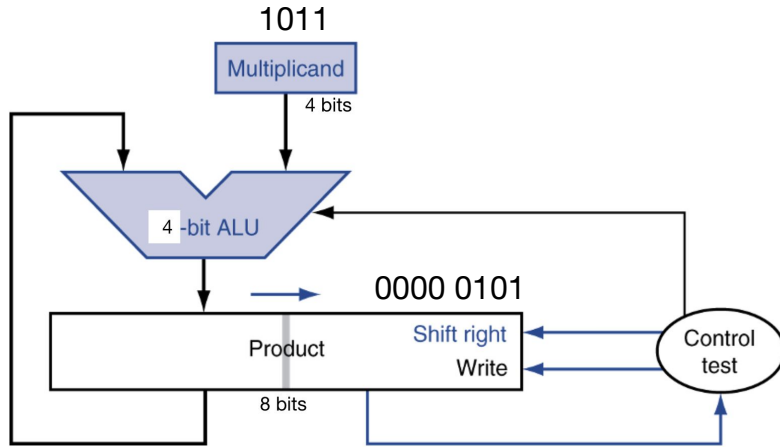 1011
Multiplicand
4 bits
4 -bit ALU
0000 0101
Shift right
Product
Write
Control
test
8 bits